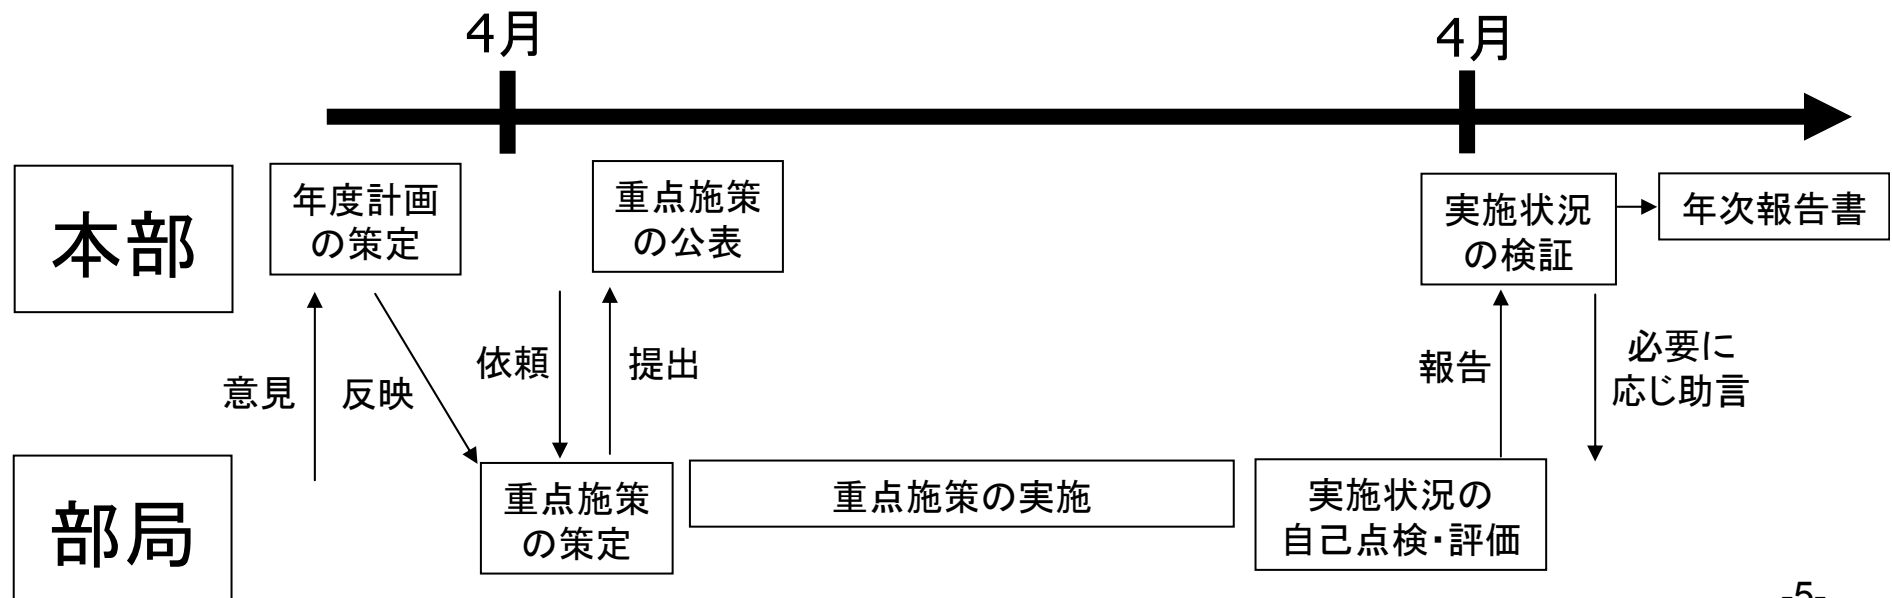 4月
4月
本部
年度計画
の策定
重点施策
の公表
実施状況
の検証
年次報告書
意見
反映
依頼
提出
報告
必要に
応じ助言
部局
重点施策
の策定
重点施策の実施
実施状況の
自己点検・評価
-5-